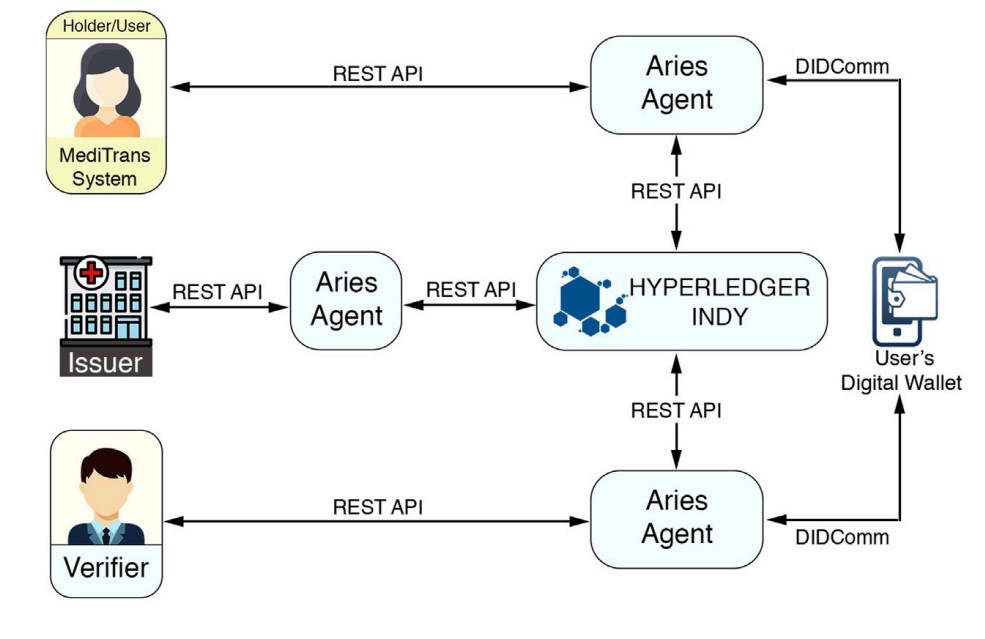 Holder/User
MediTrans
System
REST API
Aries
Agent
DIDComm
REST API
Issuer
REST API
Aries
Agent
REST API
HYPERLEDGER
INDY
User's
Digital Wallet
REST API
Verifier
REST API
Aries
Agent
DIDComm